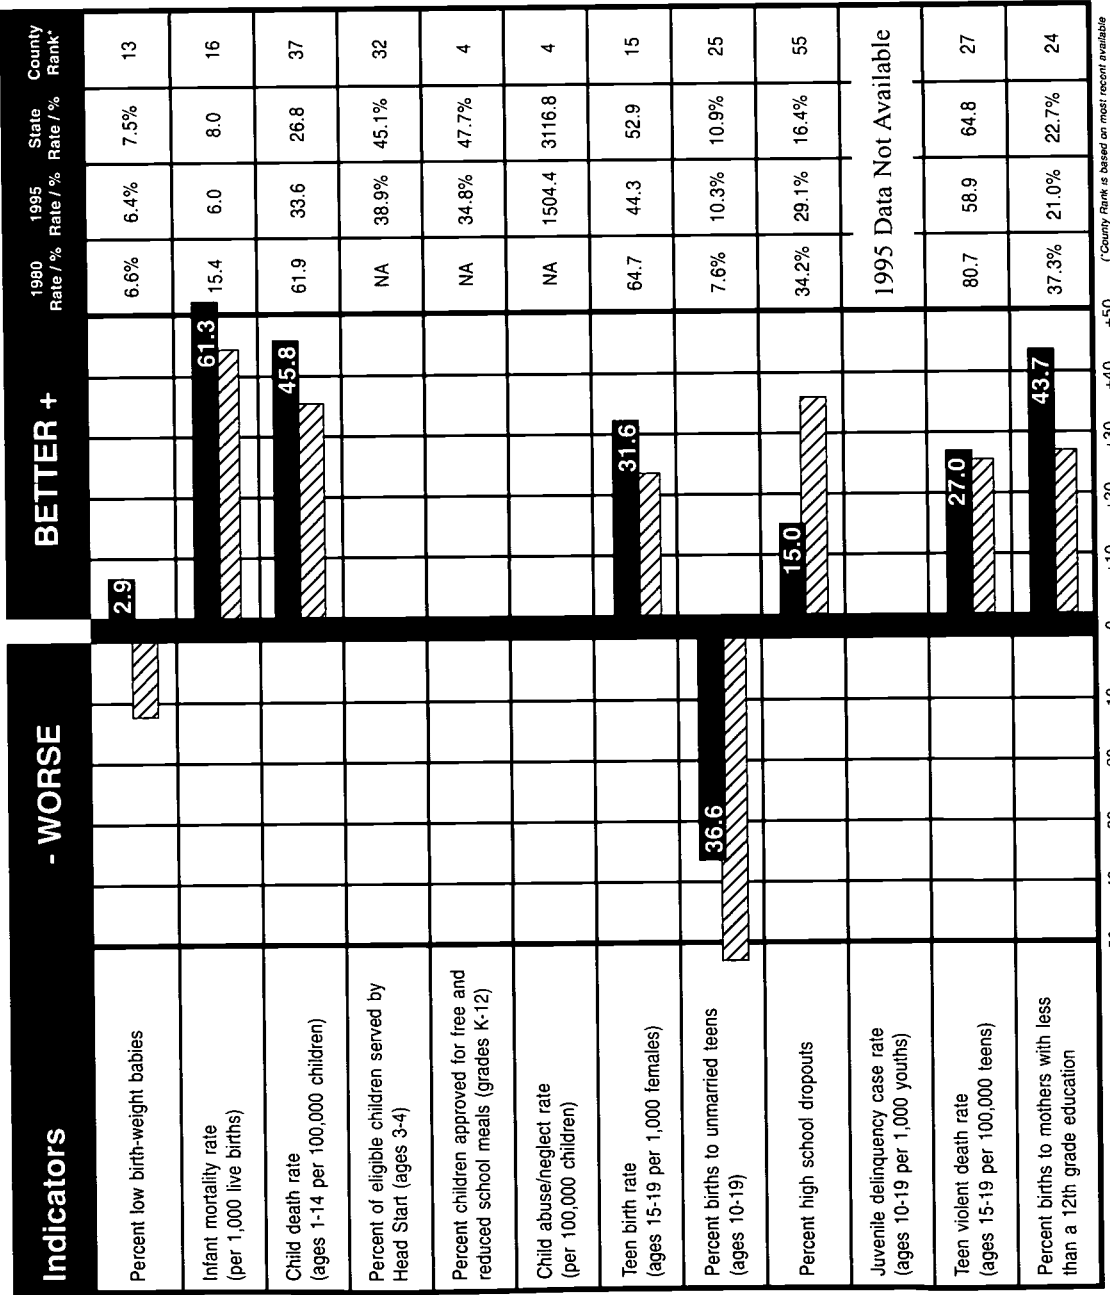 Indicators - WORSE BETTER + 1980 1995 State County
Rate / % Rate / % Rate / % Rank*
Percent low birth-weight babies 2.9 6.6% 6.4% 7.5% 13
Infant mortality rate
(per 1,000 live births) 61.3 15.4 6.0 8.0 16
Child death rate
(ages 1-14 per 100,000 children) 45.8 61.9 33.6 26.8 37
Percent of eligible children served by
Head Start (ages 3-4) NA 38.9% 45.1% 32
Percent children approved for free and
reduced school meals (grades K-12) NA 34.8% 47.7% 4
Child abuse/neglect rate
(per 100,000 children) NA 1504.4 3116.8 4
Teen birth rate
(ages 15-19 per 1,000 females) 31.6 64.7 44.3 52.9 15
Percent births to unmarried teens
(ages 10-19) 36.6 7.6% 10.3% 10.9% 25
Percent high school dropouts 15.0 34.2% 29.1% 16.4% 55
Juvenile delinquency case rate
(ages 10-19 per 1,000 youths) 1995 Data Not Available
Teen violent death rate
(ages 15-19 per 100,000 teens) 27.0 80.7 58.9 64.8 27
Percent births to mothers with less
than a 12th grade education 43.7 37.3% 21.0% 22.7% 24
(*County Rank is based on most recent available